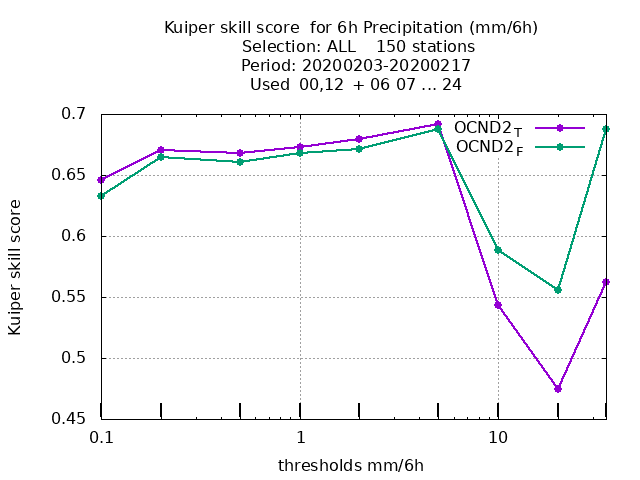 Kuiper skill score  for 6h Precipitation (mm/6h)
Selection: ALL    150 stations
Period: 20200203-20200217
Used  00,12  + 06 07 ... 24
0.7
0.65
0.6
0.55
0.5
0.45
Kuiper skill score
OCND2T
OCND2F
0.1 1 10
thresholds mm/6h